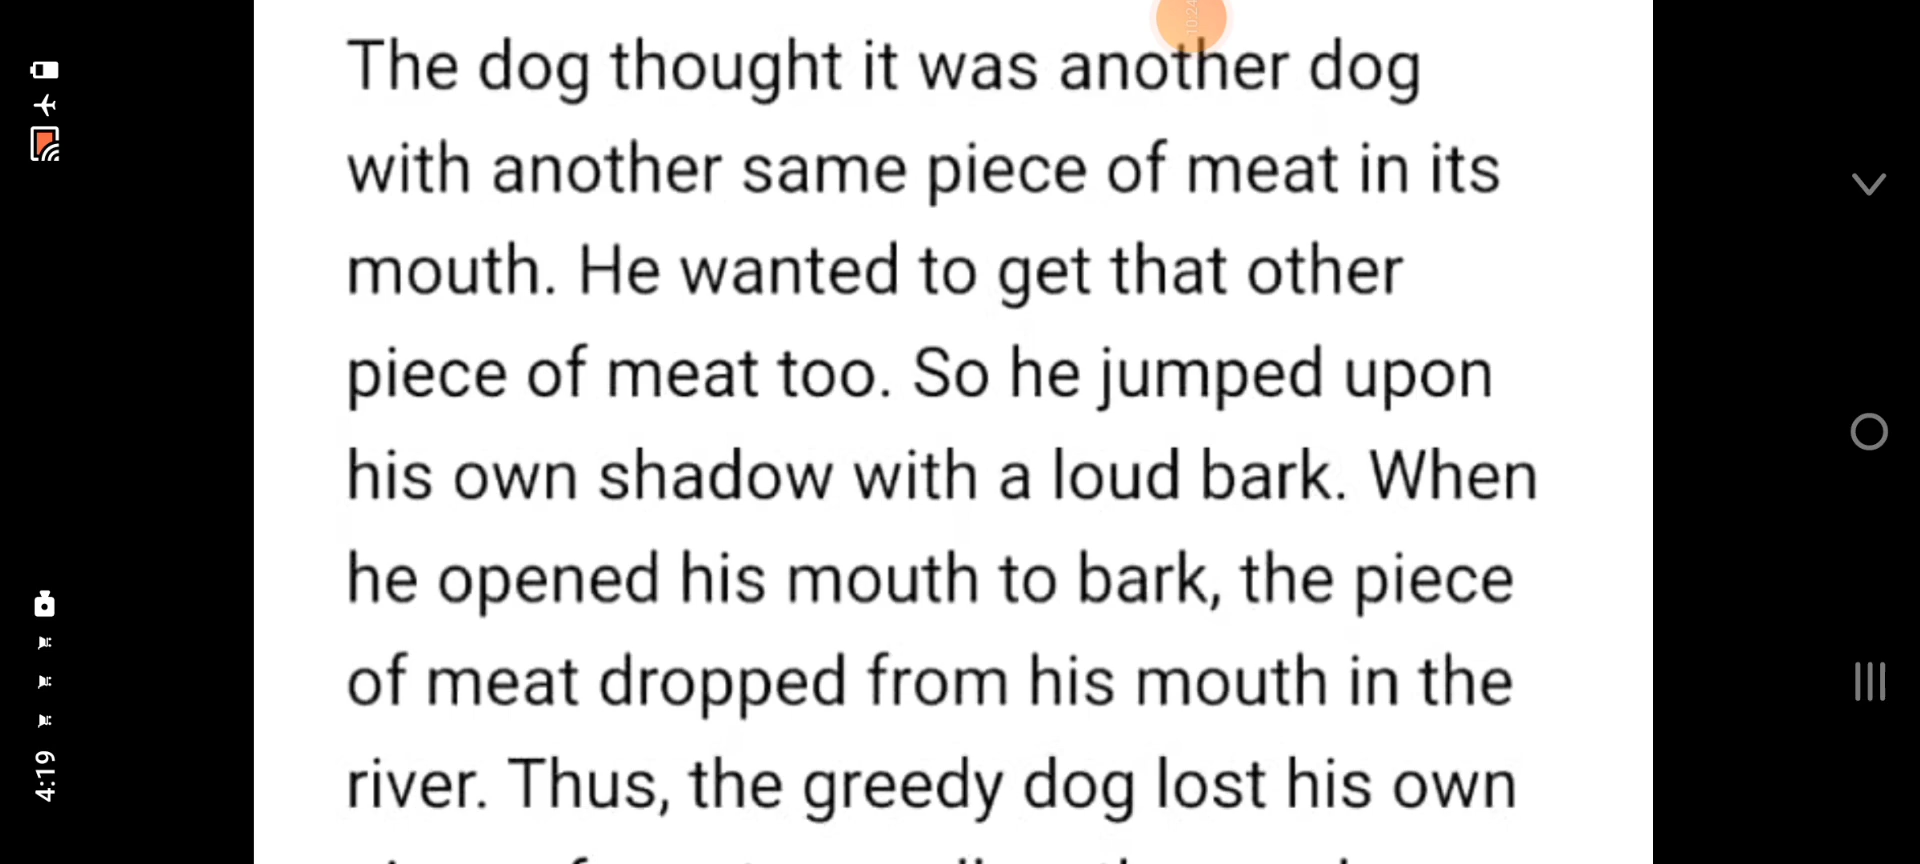 The dog thought it was another dog
with another same piece of meat in its
mouth. He wanted to get that other
piece of meat too. So he jumped upon
his own shadow with a loud bark. When
he opened his mouth to bark, the piece
of meat dropped from his mouth in the
river. Thus, the greedy dog lost his own
4:19
10:24